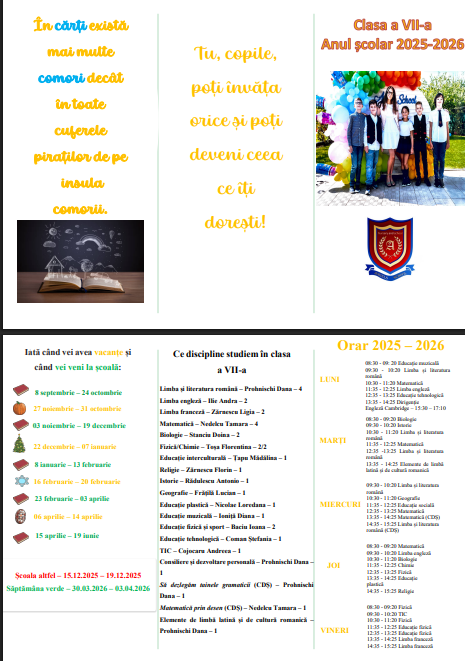 În cărți există
mai multe
comori decât
în toate
cuferele
piraților de pe
insula
comorii.
Tu, copile,
poți învăța
orice și poți
deveni ceea
ce îți
dorești!
Clasa a VII-a
Anul școlar 2025-2026
School
A
Iată când vei avea vacanțe și
când vei veni la școală:
8 septembrie – 24 octombrie
27 noiembrie – 31 octombrie
03 noiembrie – 19 decembrie
22 decembrie – 07 ianuarie
8 ianuarie – 13 februarie
16 februarie – 20 februarie
23 februarie – 03 aprilie
06 aprilie – 14 aprilie
15 aprilie – 19 iunie
Școala altfel – 15.12.2025 – 19.12.2025
Săptămâna verde – 30.03.2026 – 03.04.2026
Ce discipline studiem în clasa
a VII-a
Limba și literatura română – Prohnischi Dana – 4
Limba engleză – Ilie Andra – 2
Limba franceză – Zărnescu Ligia – 2
Matematică – Nedelcu Tamara – 4
Biologie – Stanciu Doina – 2
Fizică/Chimie – Toșa Florentina – 2/2
Educație interculturală – Țapu Mădălina – 1
Religie – Zărnescu Florin – 1
Istorie – Rădulescu Antonio – 1
Geografie – Frățilă Lucian – 1
Educație plastică – Nicolae Loredana – 1
Educație muzicală – Ioniță Diana – 1
Educație fizică și sport – Baciu Ioana – 2
Educație tehnologică – Coman Ștefania – 1
TIC – Cojocaru Andreea – 1
Consiliere și dezvoltare personală – Prohnischi Dana –
1
Să dezlegăm tainele gramaticii (CDȘ) – Prohnischi
Dana – 1
Matematica prin desen (CDȘ) – Nedelcu Tamara – 1
Elemente de limbă latină și de cultură romanică –
Prohnischi Dana – 1
Orar 2025 – 2026
LUNI
08:30 - 09: 20 Educație muzicală
09:30 - 10:20 Limba și literatura
română
10:30 - 11:20 Matematică
11:35 - 12:25 Limba engleză
12:35 - 13:25 Educație tehnologică
13:35 - 14:25 Dirigenție
Engleză Cambridge – 15:30 – 17:10
MARȚI
08:30 - 09:20 Biologie
09:30 - 10:20 Istorie
10:30 - 11:20 Limba și literatura
română
11:35 - 12:25 Matematică
12:35 - 13:25 Limba și literatura
română
13:35 - 14:25 Elemente de limbă
latină și de cultură romanică
MIERCURI
09:30 - 10:20 Limba și literatura
română
10:30 - 11:20 Geografie
11:35 - 12:25 Educație socială
12:35 - 13:25 Matematică
13:35 - 14:25 Matematică (CDȘ)
14:35 - 15:25 Limba și literatura
română (CDȘ)
JOI
08:30 - 09:20 Matematică
09:30 - 10:20 Limba engleză
10:30 - 11:20 Biologie
11:35 - 12:25 Chimie
12:35 - 13:25 Fizică
13:35 - 14:25 Educație
plastică
14:35 - 15:25 Religie
VINERI
08:30 - 09:20 Fizică
09:30 - 10:20 TIC
10:30 - 11:20 Fizică
11:35 - 12:25 Educație fizică
12:35 - 13:25 Educație fizică
13:35 - 14:25 Limba franceză
14:35 - 15:25 Limba franceză